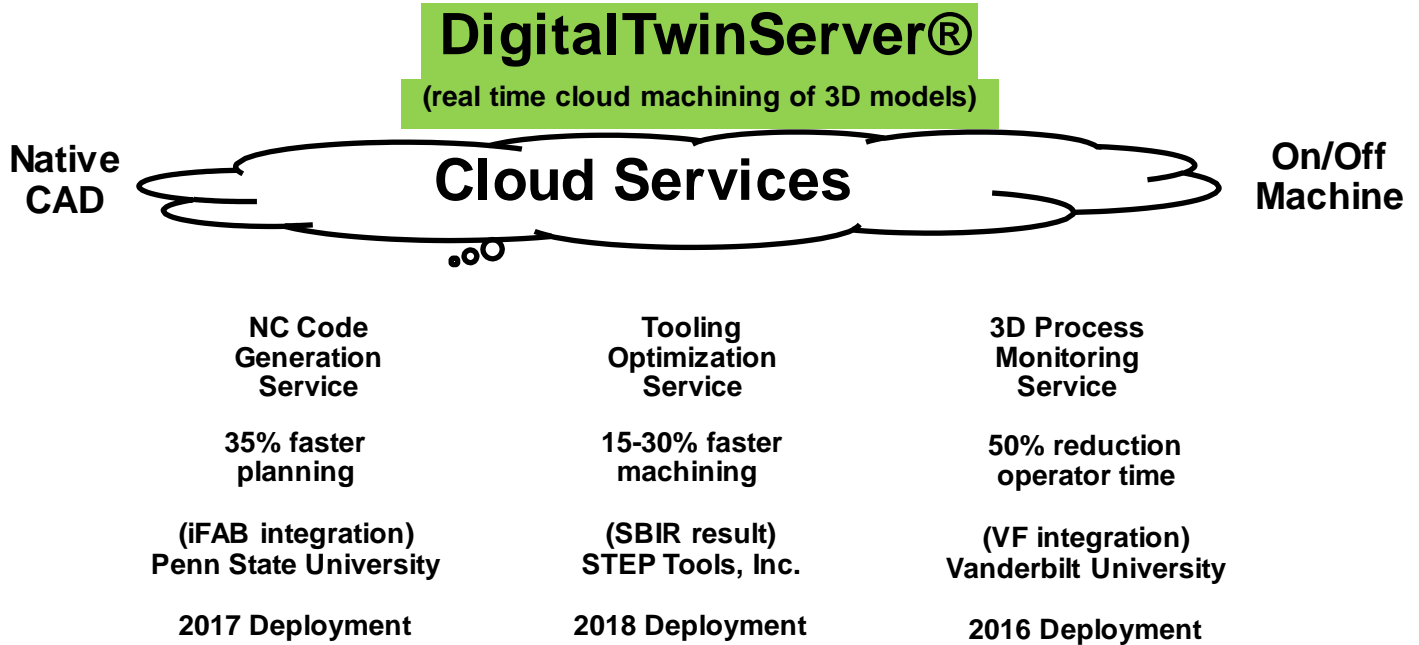 DigitalTwinServer®
(real time cloud machining of 3D models)
Native
CAD
Cloud Services
On/Off
Machine
NC Code
Generation
Service
35% faster
planning
(iFAB integration)
Penn State University
2017 Deployment
Tooling
Optimization
Service
15-30% faster
machining
(SBIR result)
STEP Tools, Inc.
2018 Deployment
3D Process
Monitoring
Service
50% reduction
operator time
(VF integration)
Vanderbilt University
2016 Deployment